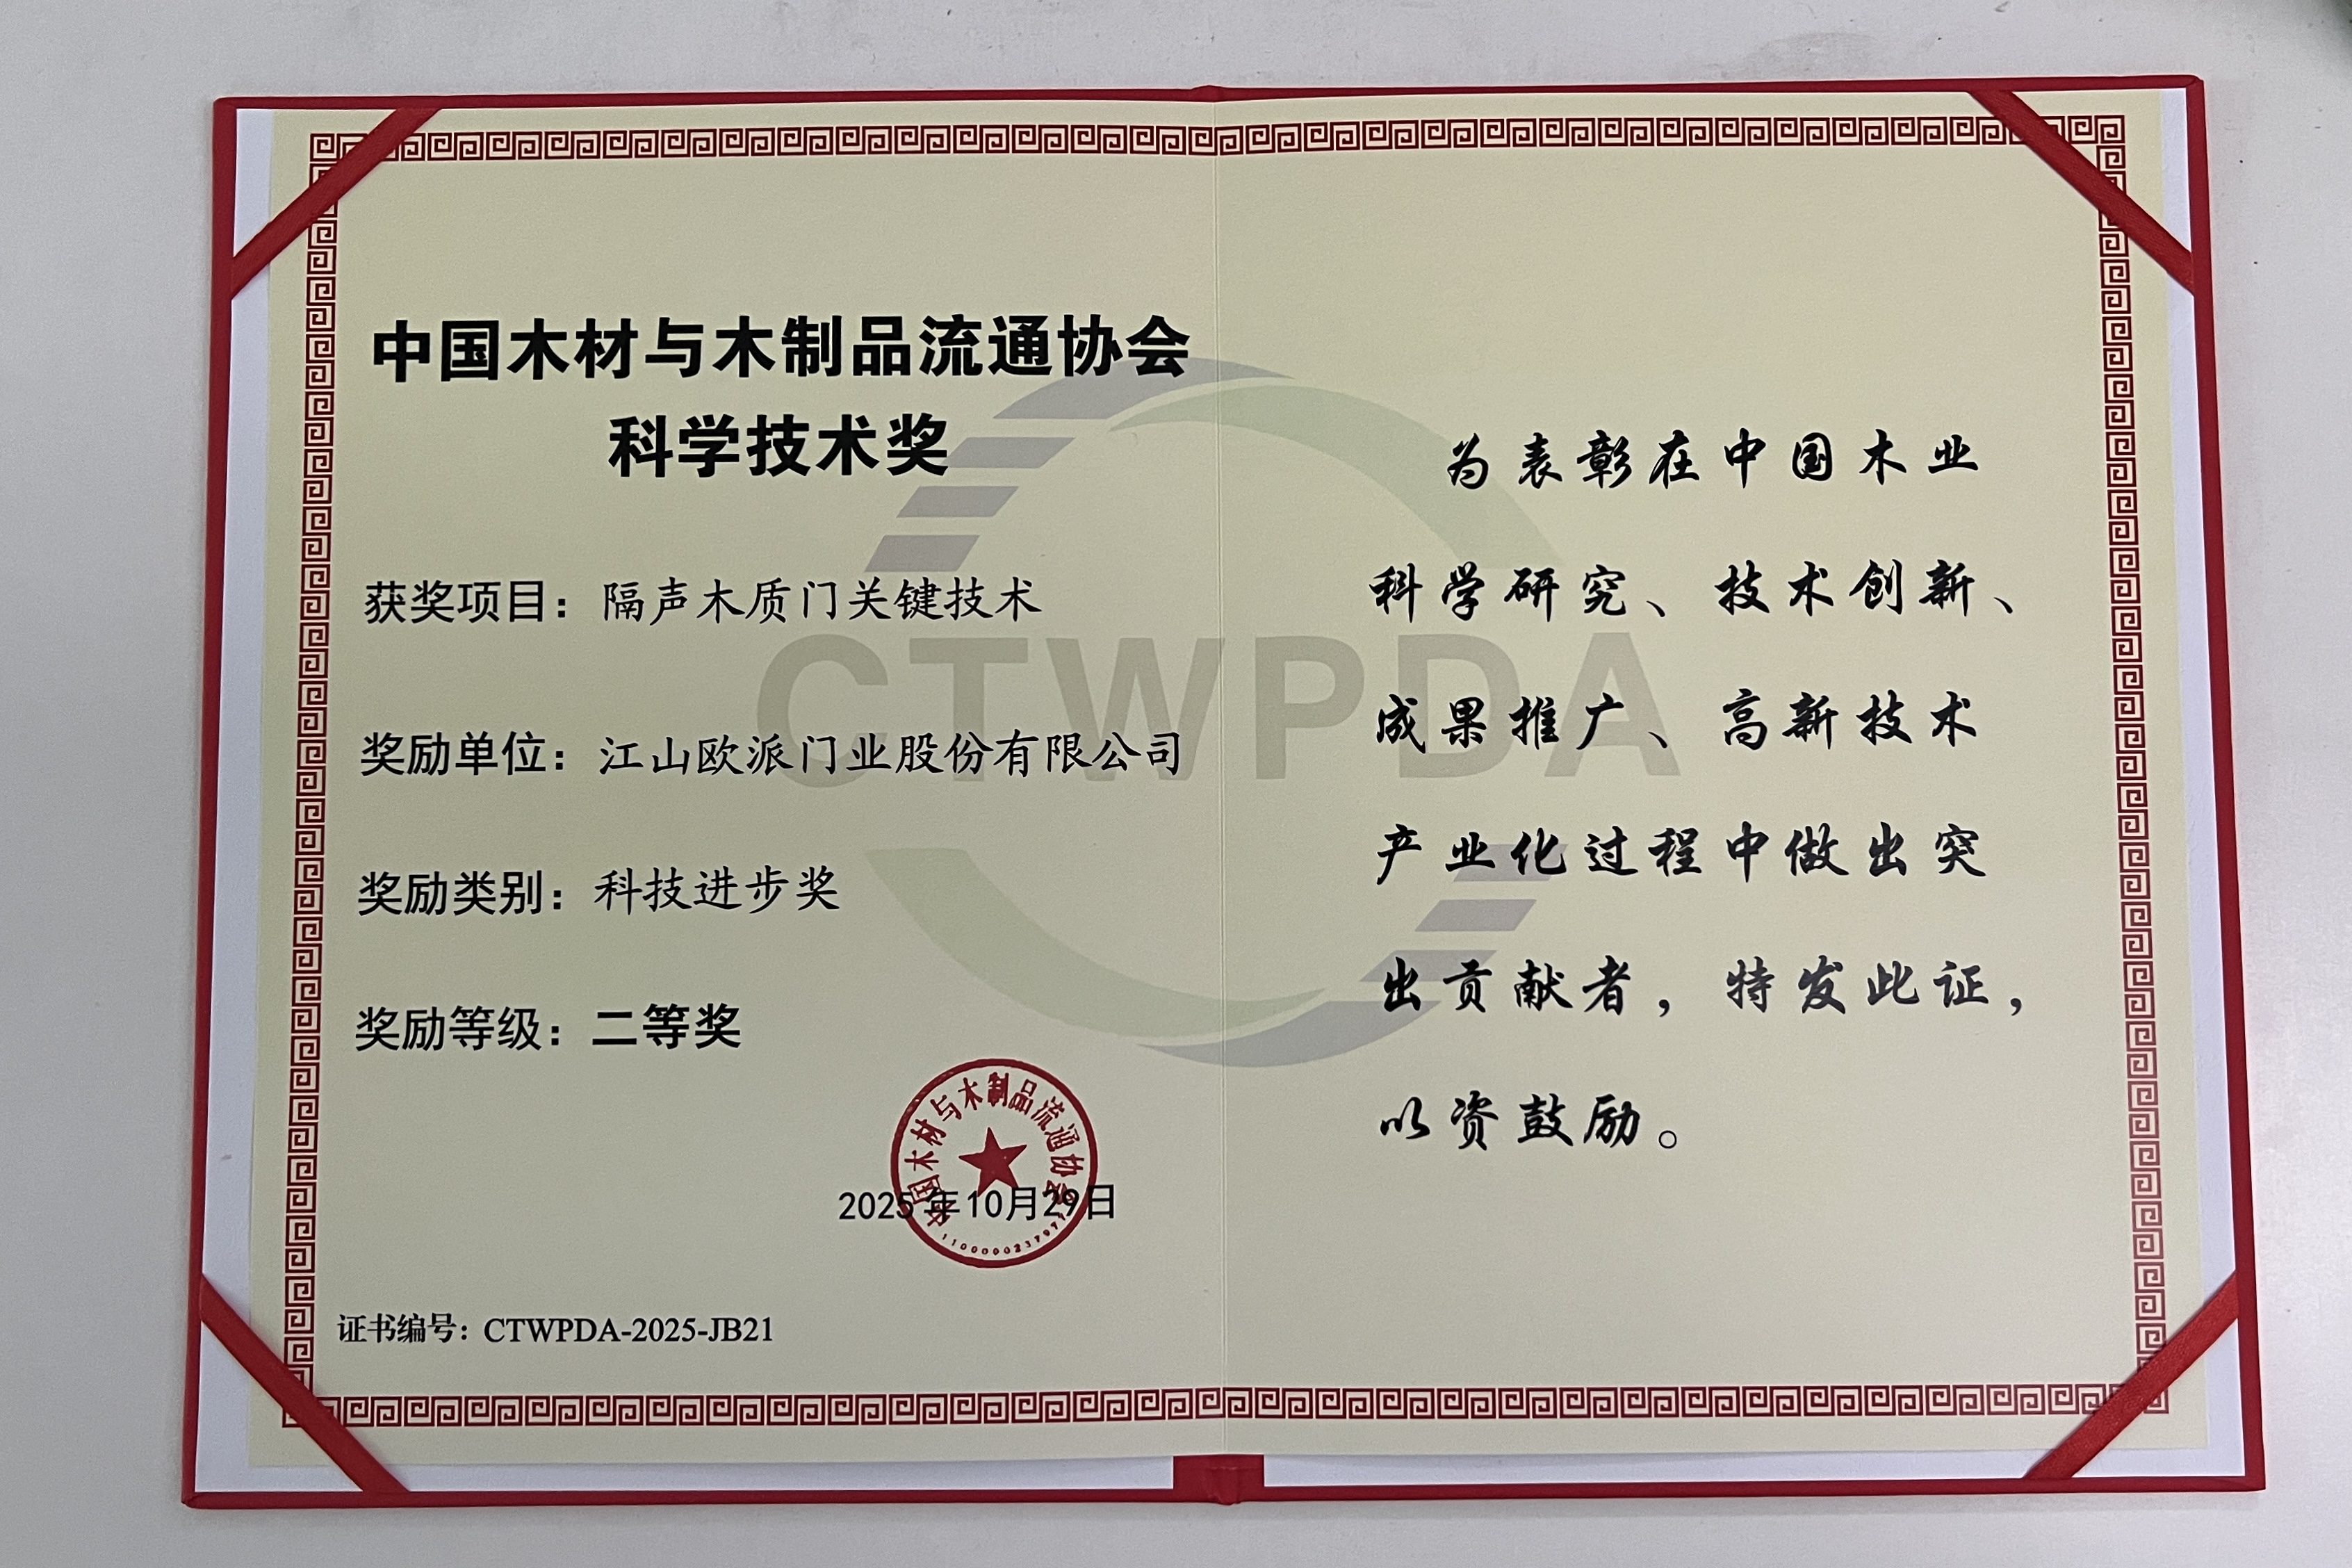 中国木材与木制品流通协会
科学技术奖
获奖项目：隔声木质门关键技术
奖励单位：江山欧派门业股份有限公司
奖励类别：科技进步奖
奖励等级：二等奖
中国木材与木制品流通协会
2025年10月29日
证书编号：CTWPDA-2025-JB21
CTWPDA
为表彰在中国木业
科学研究、技术创新、
成果推广、高新技术
产业化过程中做出突
出贡献者，特发此证，
以资鼓励。